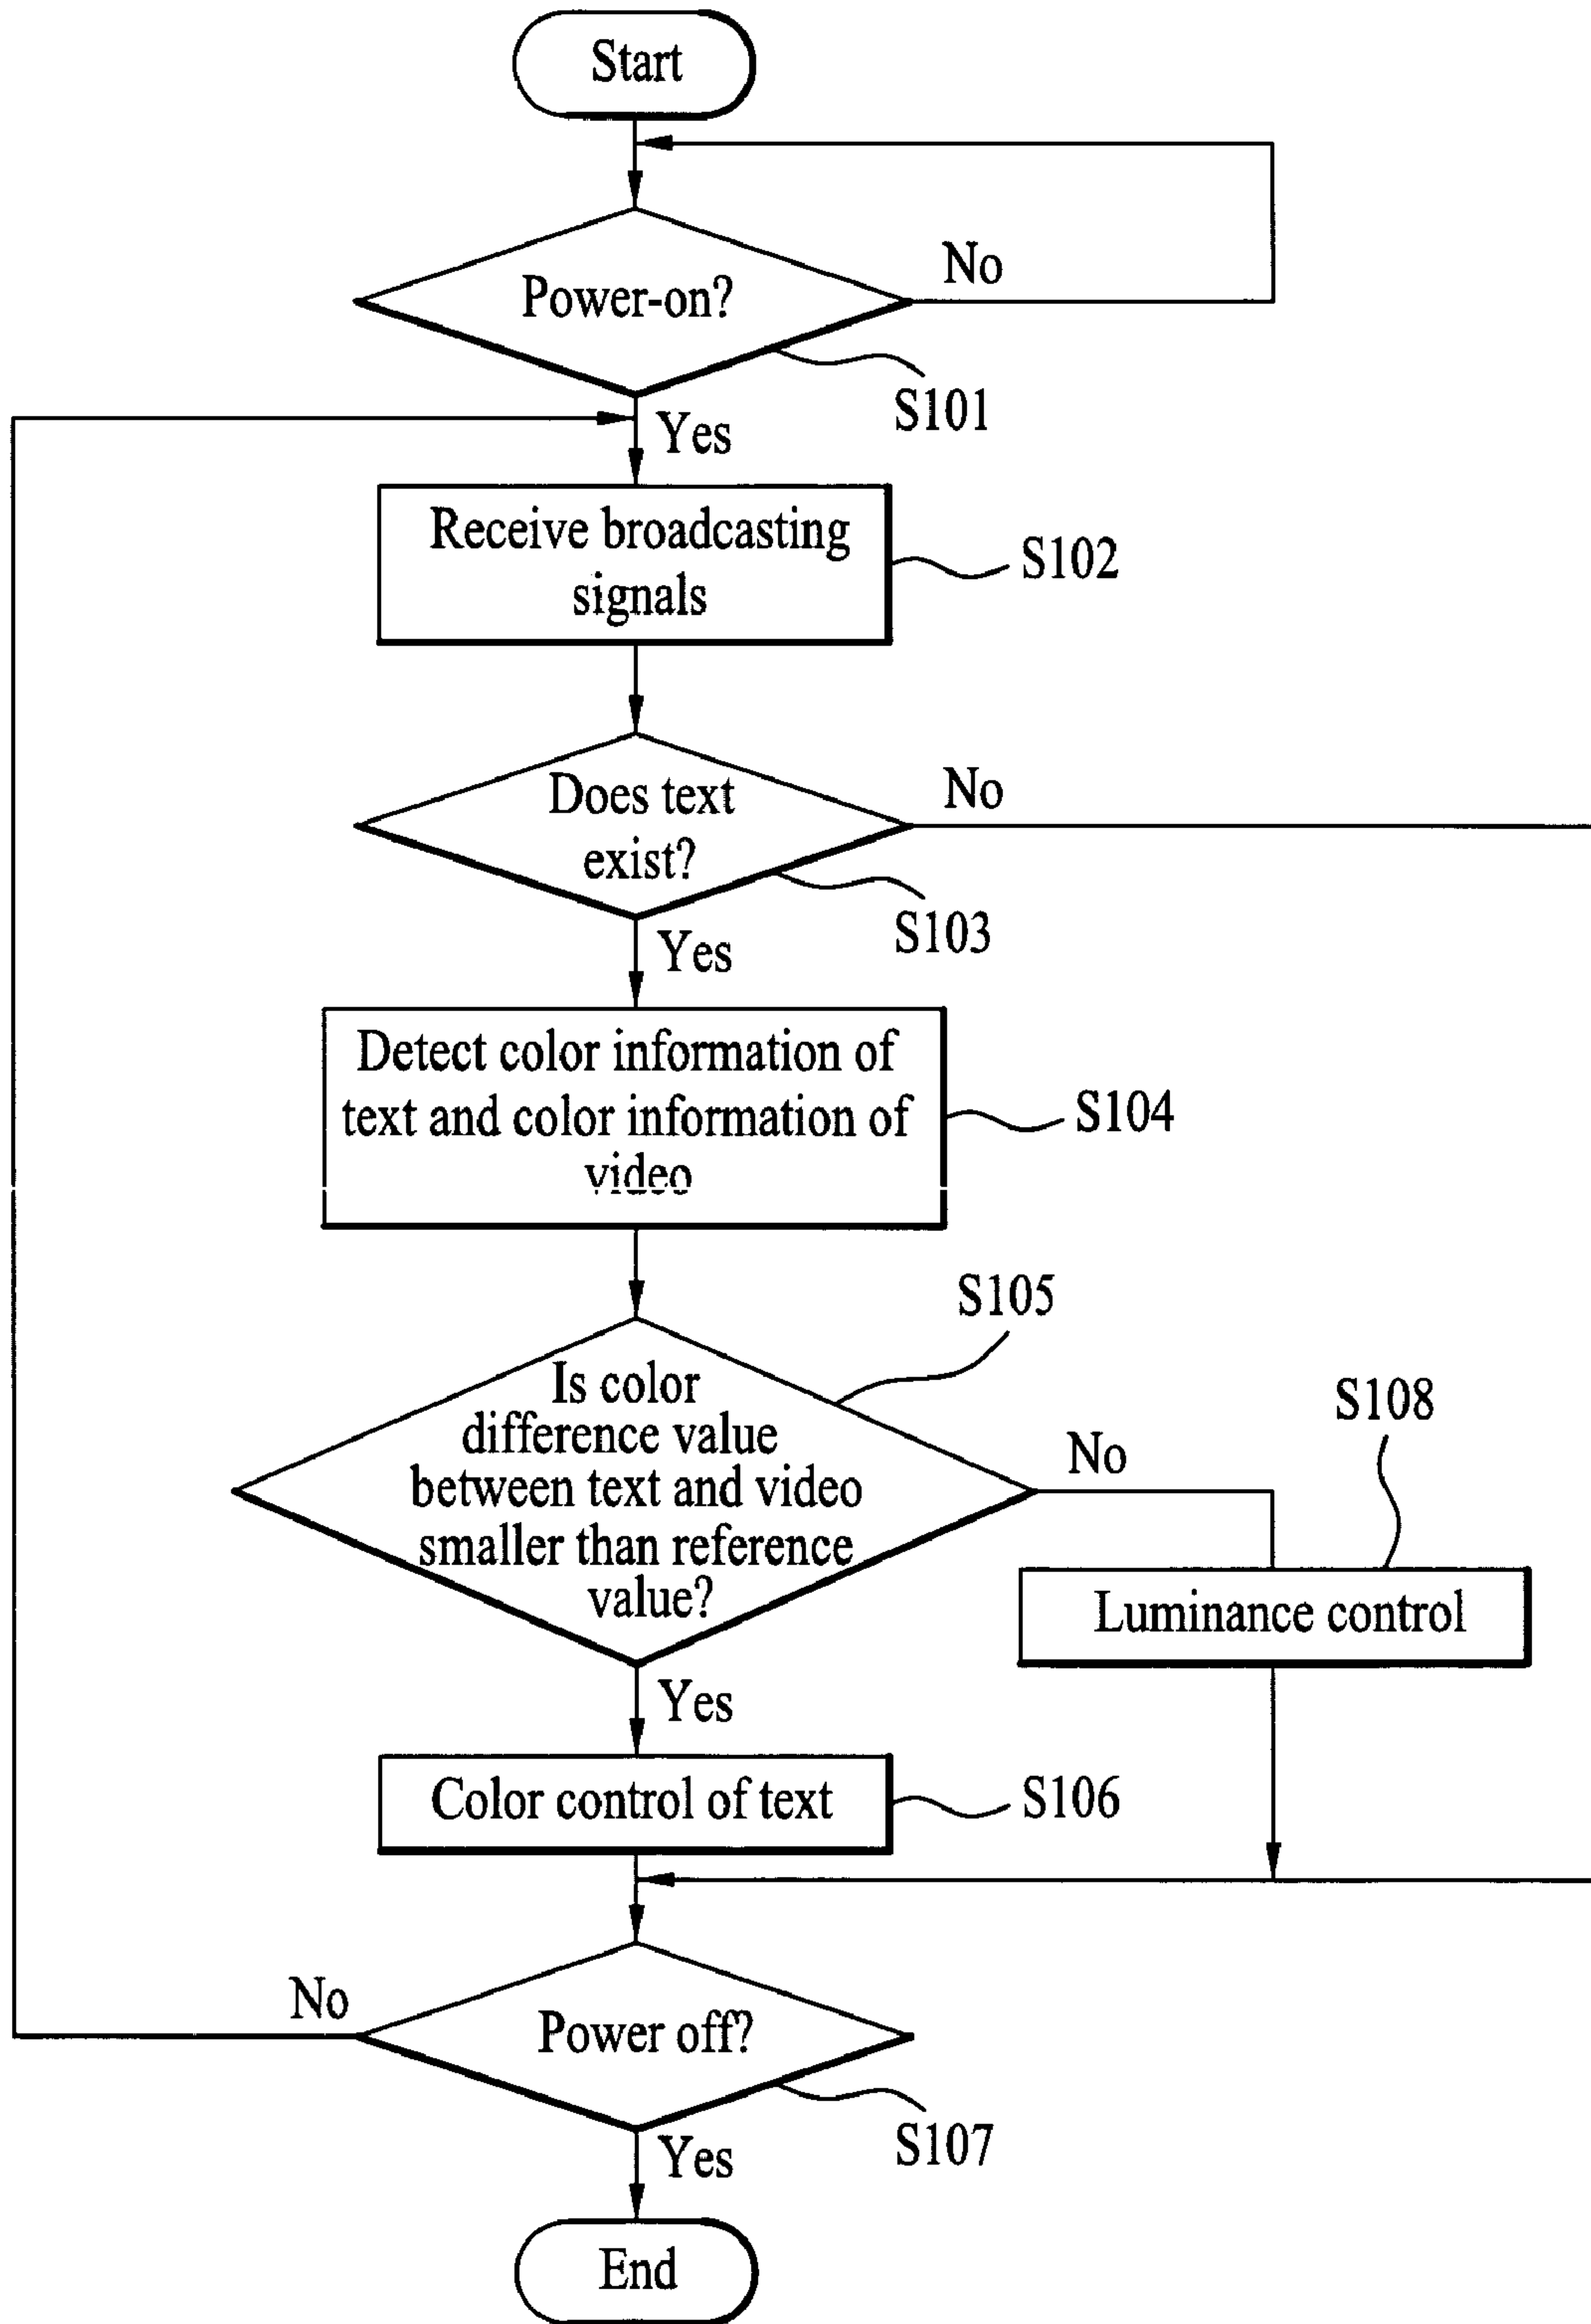 Start
Power-on?
No
S101
Yes
Receive broadcasting
signals
S102
Does text
exist?
No
S103
Yes
Detect color information of
text and color information of
video
S104
S105
Is color
difference value
between text and video
smaller than reference
value?
No
S108
Luminance control
Yes
Color control of text
S106
No
Power off?
S107
Yes
End